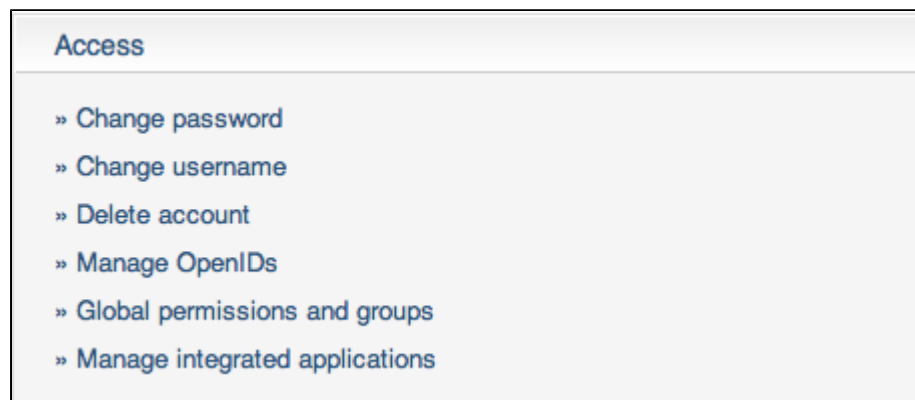 Access
» Change password
» Change username
» Delete account
» Manage OpenIDs
» Global permissions and groups
» Manage integrated applications